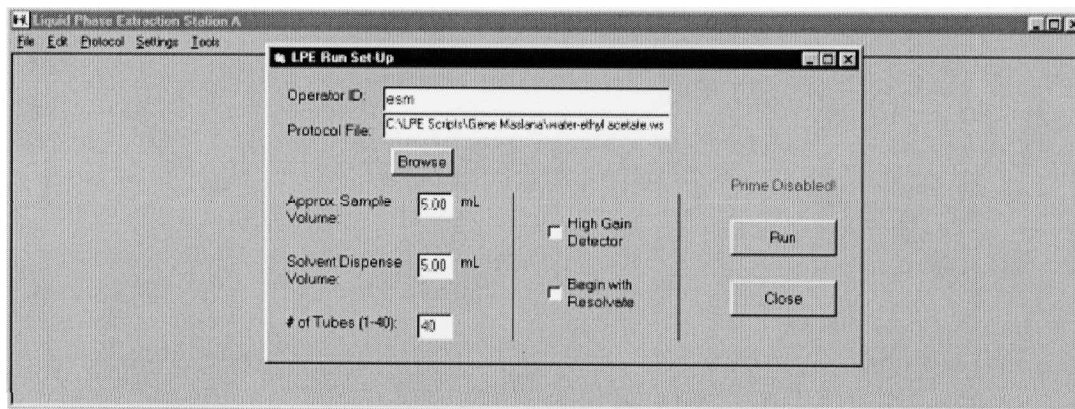 Liquid Phase Extraction Station A
File Edit Protocol Settings Tools
LPE Run Set-Up
Operator ID: esm
Protocol File: C:\LPE Scripts\Gene Maslana\water-ethyl acetate.ws
Browse
Approx. Sample
Volume: 5.00 mL
Solvent Dispense
Volume: 5.00 mL
# of Tubes (1-40): 40
High Gain
Detector
Begin with
Resolvate
Prime Disabled!
Run
Close